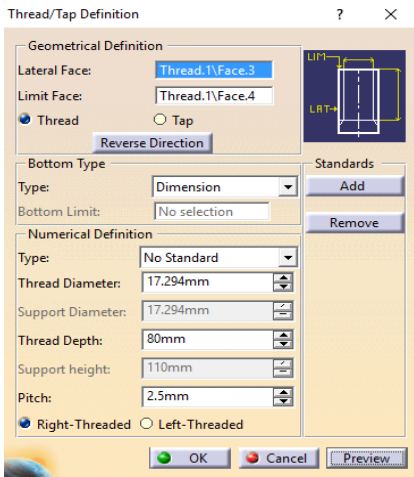 Thread/Tap Definition ? X
Geometrical Definition
Lateral Face: Thread.1\Face.3
Limit Face: Thread.1\Face.4
Thread Tap
Reverse Direction
LIM
LAT
Bottom Type
Type: Dimension
Bottom Limit: No selection
Standards
Add
Remove
Numerical Definition
Type: No Standard
Thread Diameter: 17.294mm
Support Diameter: 17.294mm
Thread Depth: 80mm
Support height: 110mm
Pitch: 2.5mm
Right-Threaded Left-Threaded
OK Cancel Preview